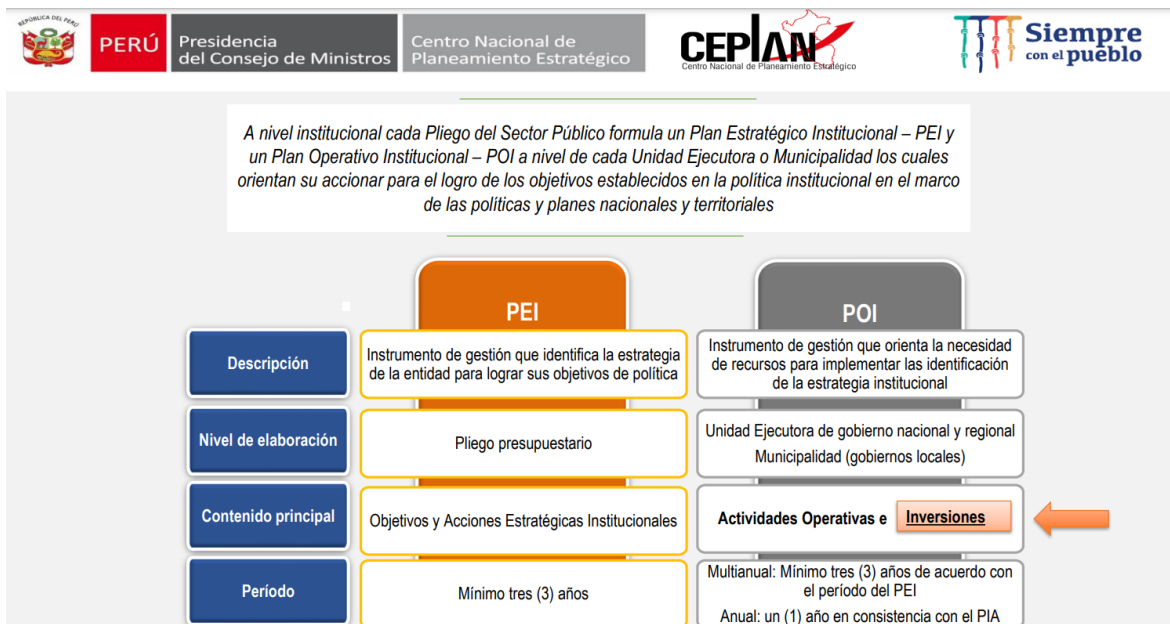 REPÚBLICA DEL PERÚ
PERÚ
Presidencia
del Consejo de Ministros
Centro Nacional de
Planeamiento Estratégico
CEPLAN
Centro Nacional de Planeamiento Estratégico
Siempre
con el pueblo
A nivel institucional cada Pliego del Sector Público formula un Plan Estratégico Institucional – PEI y
un Plan Operativo Institucional – POI a nivel de cada Unidad Ejecutora o Municipalidad los cuales
orientan su accionar para el logro de los objetivos establecidos en la política institucional en el marco
de las políticas y planes nacionales y territoriales
PEI
POI
Descripción
Instrumento de gestión que identifica la estrategia
de la entidad para lograr sus objetivos de política
Instrumento de gestión que orienta la necesidad
de recursos para implementar las identificación
de la estrategia institucional
Nivel de elaboración
Pliego presupuestario
Unidad Ejecutora de gobierno nacional y regional
Municipalidad (gobiernos locales)
Contenido principal
Objetivos y Acciones Estratégicas Institucionales
Actividades Operativas e Inversiones
Período
Mínimo tres (3) años
Multianual: Mínimo tres (3) años de acuerdo con
el período del PEI
Anual: un (1) año en consistencia con el PIA